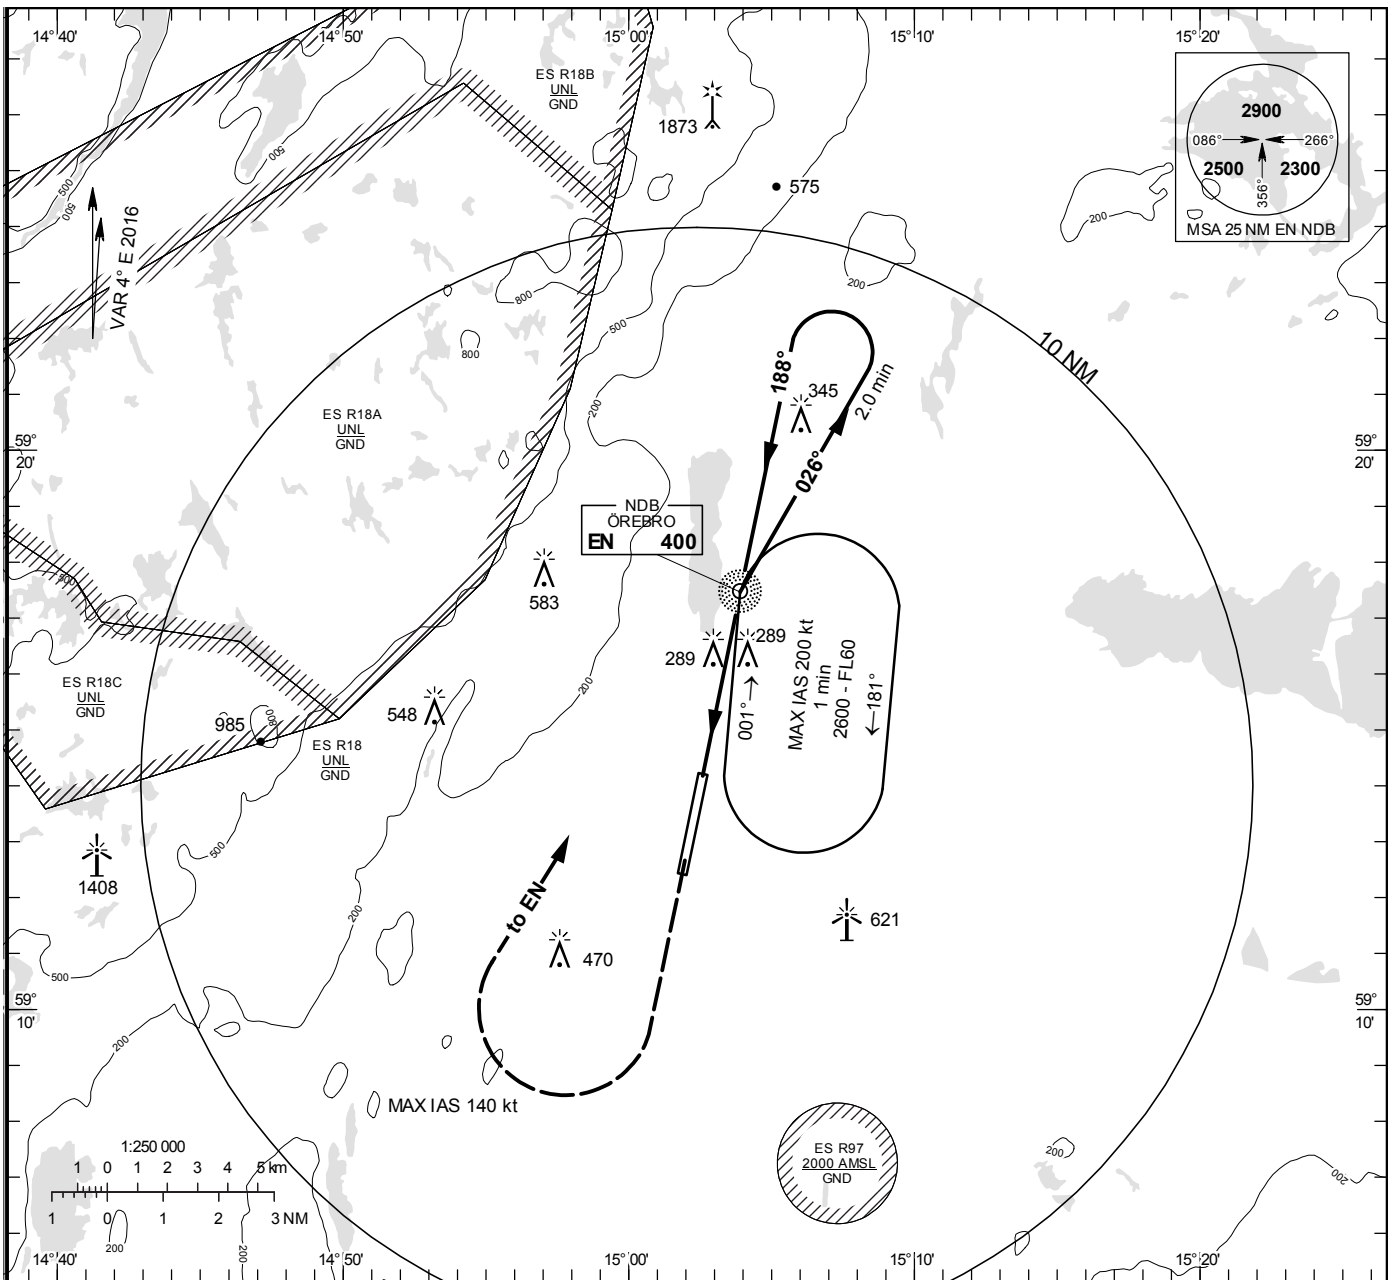 14°40'
14°50'
15°00'
15°10'
15°20'
ES R18B
UNL
GND
1873
575
200
500
500
500
2900
086°
266°
2500
2300
356°
MSA 25 NM EN NDB
VAR 4° E 2016
800
500
200
800
10 NM
188°
345
2.0 min
026°
200
ES R18A
UNL
GND
59°
20'
59°
20'
NDB
ÖREBRO
EN 400
500
583
289
289
MAX IAS 200 kt
1 min
2600 - FL60
001°
181°
ES R18C
UNL
GND
200
548
985
800
ES R18
UNL
GND
500
1408
to EN
200
621
470
500
59°
10'
59°
10'
200
MAX IAS 140 kt
1:250 000
1 0 1 2 3 4 5 km
1 0 1 2 3 NM
ES R97
2000 AMSL
GND
200
200
200
200
14°40'
14°50'
15°00'
15°10'
15°20'